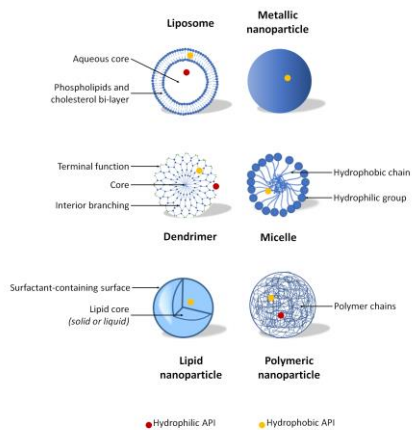 Liposome
Metallic
nanoparticle
Aqueous core
Phospholipids and
cholesterol bi-layer
Terminal function
Core
Interior branching
Hydrophobic chain
Hydrophilic group
Dendrimer
Micelle
Surfactant-containing surface
Lipid core
(solid or liquid)
Polymer chains
Lipid
nanoparticle
Polymeric
nanoparticle
Hydrophilic API
Hydrophobic API